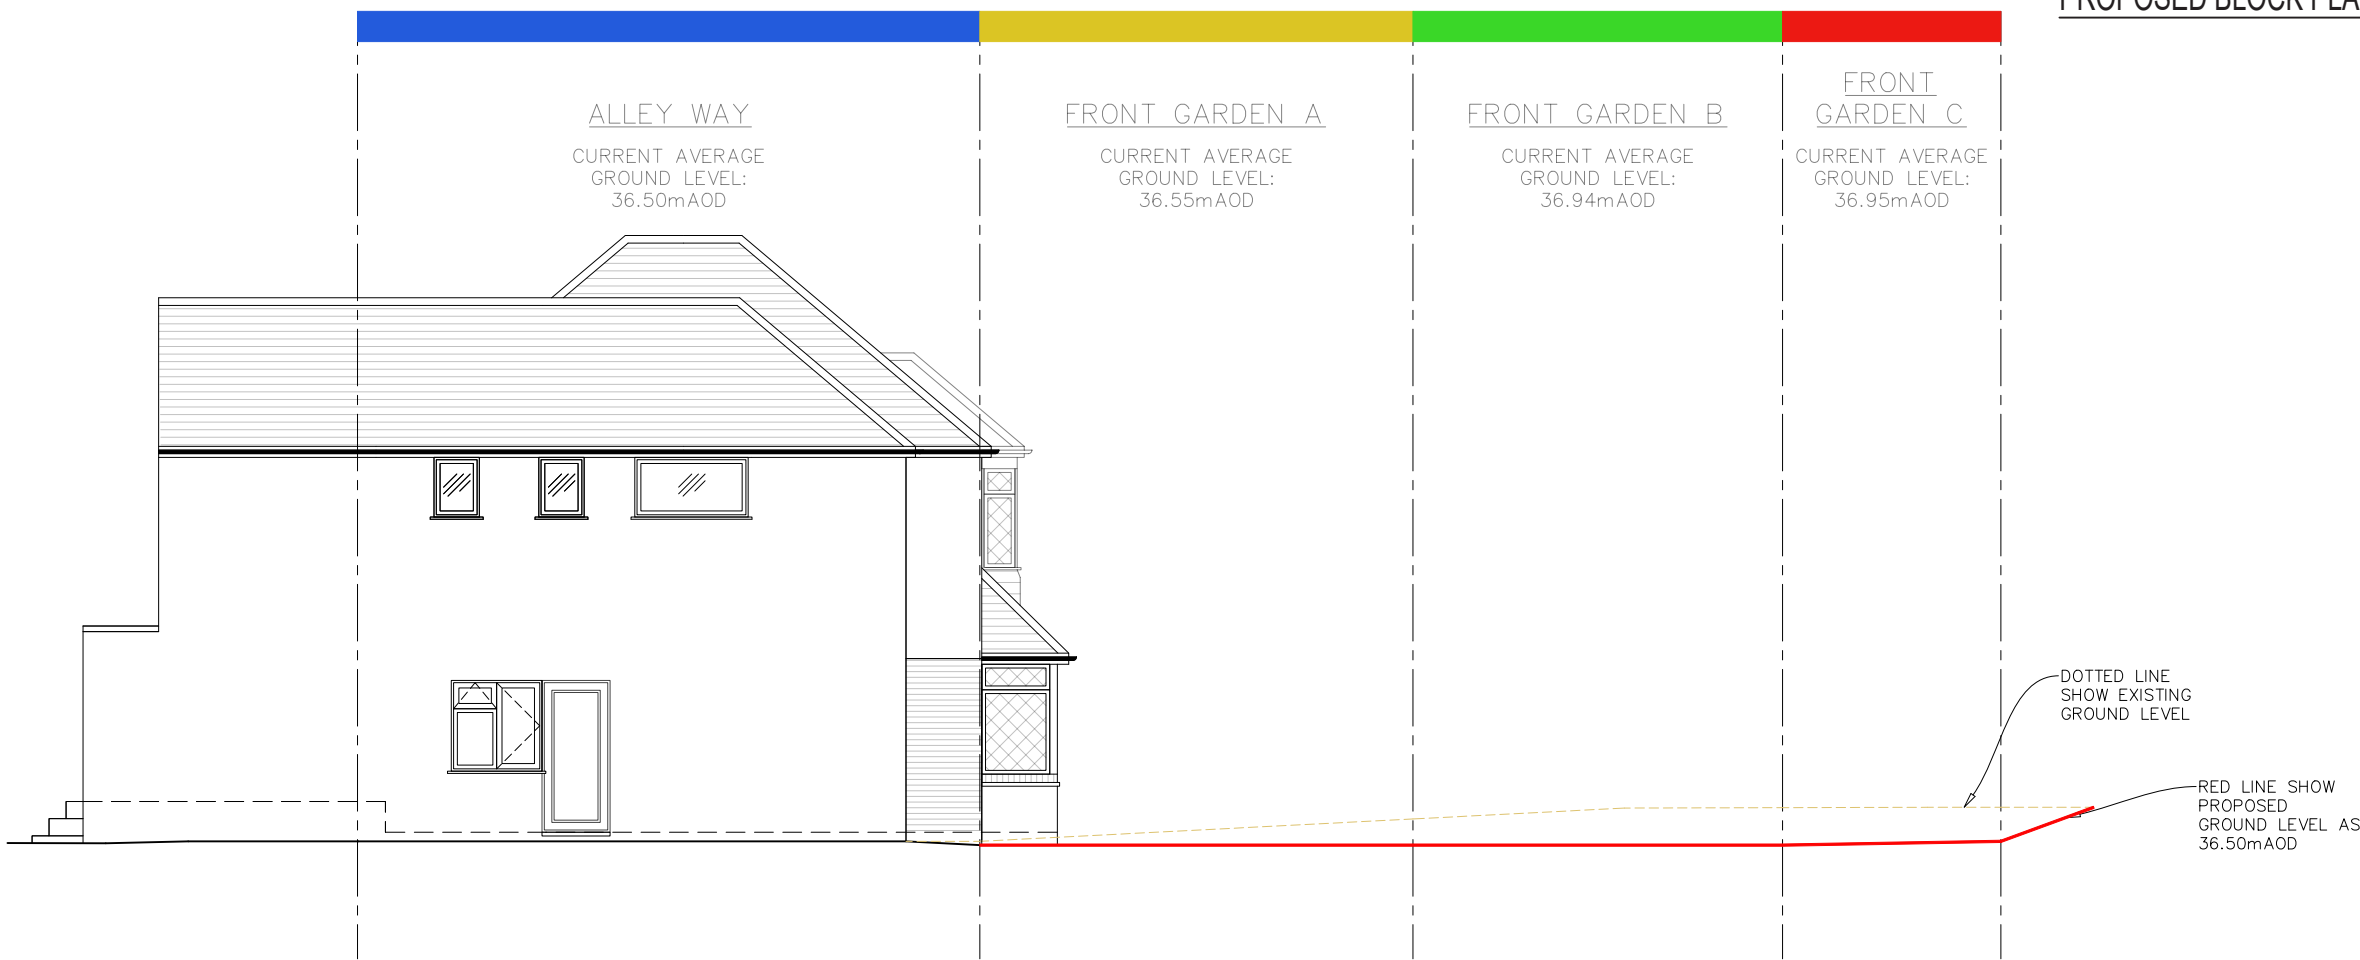 PROPOSED BLOCK
ALLEY WAY
CURRENT AVERAGE
GROUND LEVEL:
36.50mAOD
FRONT GARDEN A
CURRENT AVERAGE
GROUND LEVEL:
36.55mAOD
FRONT GARDEN B
CURRENT AVERAGE
GROUND LEVEL:
36.94mAOD
FRONT
GARDEN C
CURRENT AVERAGE
GROUND LEVEL:
36.95mAOD
DOTTED LINE
SHOW EXISTING
GROUND LEVEL
RED LINE SHOW
PROPOSED
GROUND LEVEL AS
36.50mAOD